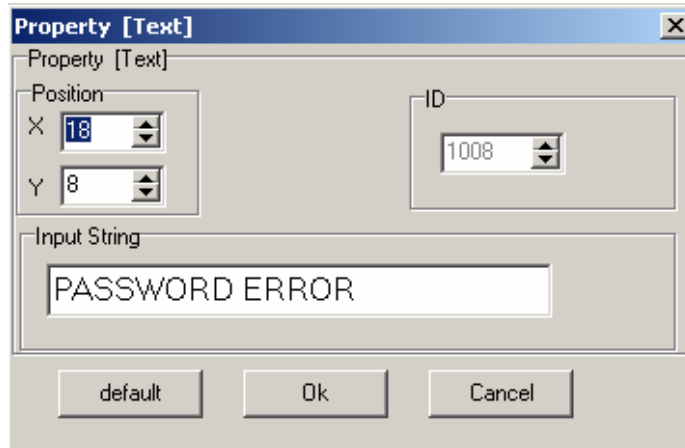 Property [Text]
Property [Text]
Position
ID
X 18
1008
Y 8
Input String
PASSWORD ERROR
default Ok Cancel